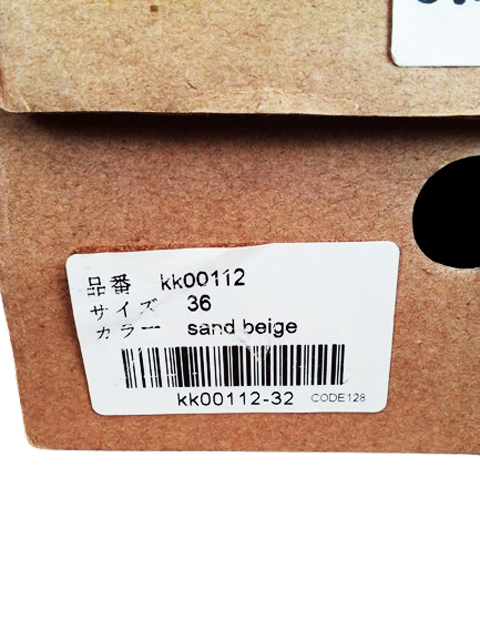 品番 kk00112
サイズ 36
カラー sand beige
kk00112-32 CODE128